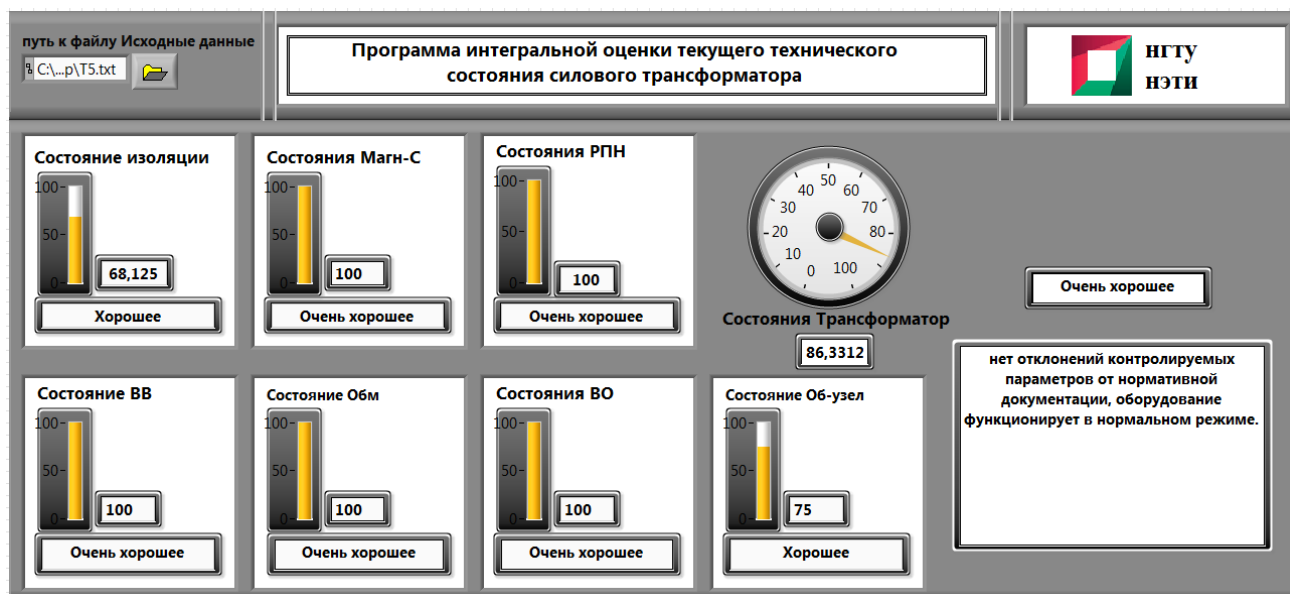 путь к файлу Исходные данные
C:\...p\T5.txt
Программа интегральной оценки текущего технического
состояния силового трансформатора
нгту
нэти
Состояние изоляции
100
50
0
68,125
Хорошее
Состояния Магн-С
100
50
0
100
Очень хорошее
Состояния РПН
100
50
0
100
Очень хорошее
0
10
20
30
40
50
60
70
80
100
Состояния Трансформатор
86,3312
Очень хорошее
нет отклонений контролируемых
параметров от нормативной
документации, оборудование
функционирует в нормальном режиме.
Состояние ВВ
100
50
0
100
Очень хорошее
Состояние Обм
100
50
0
100
Очень хорошее
Состояния ВО
100
50
0
100
Очень хорошее
Состояние Об-узел
100
50
0
75
Хорошее